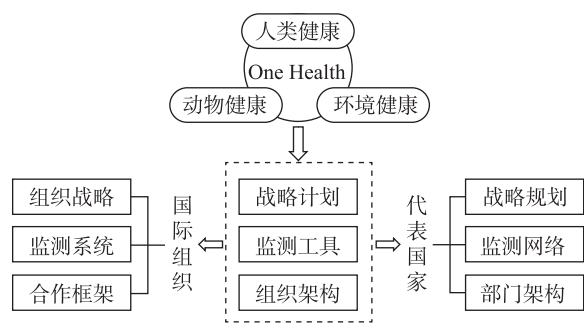 人类健康
One Health
动物健康
环境健康
组织战略
监测系统
合作框架
国际组织
战略计划
监测工具
组织架构
代表国家
战略规划
监测网络
部门架构